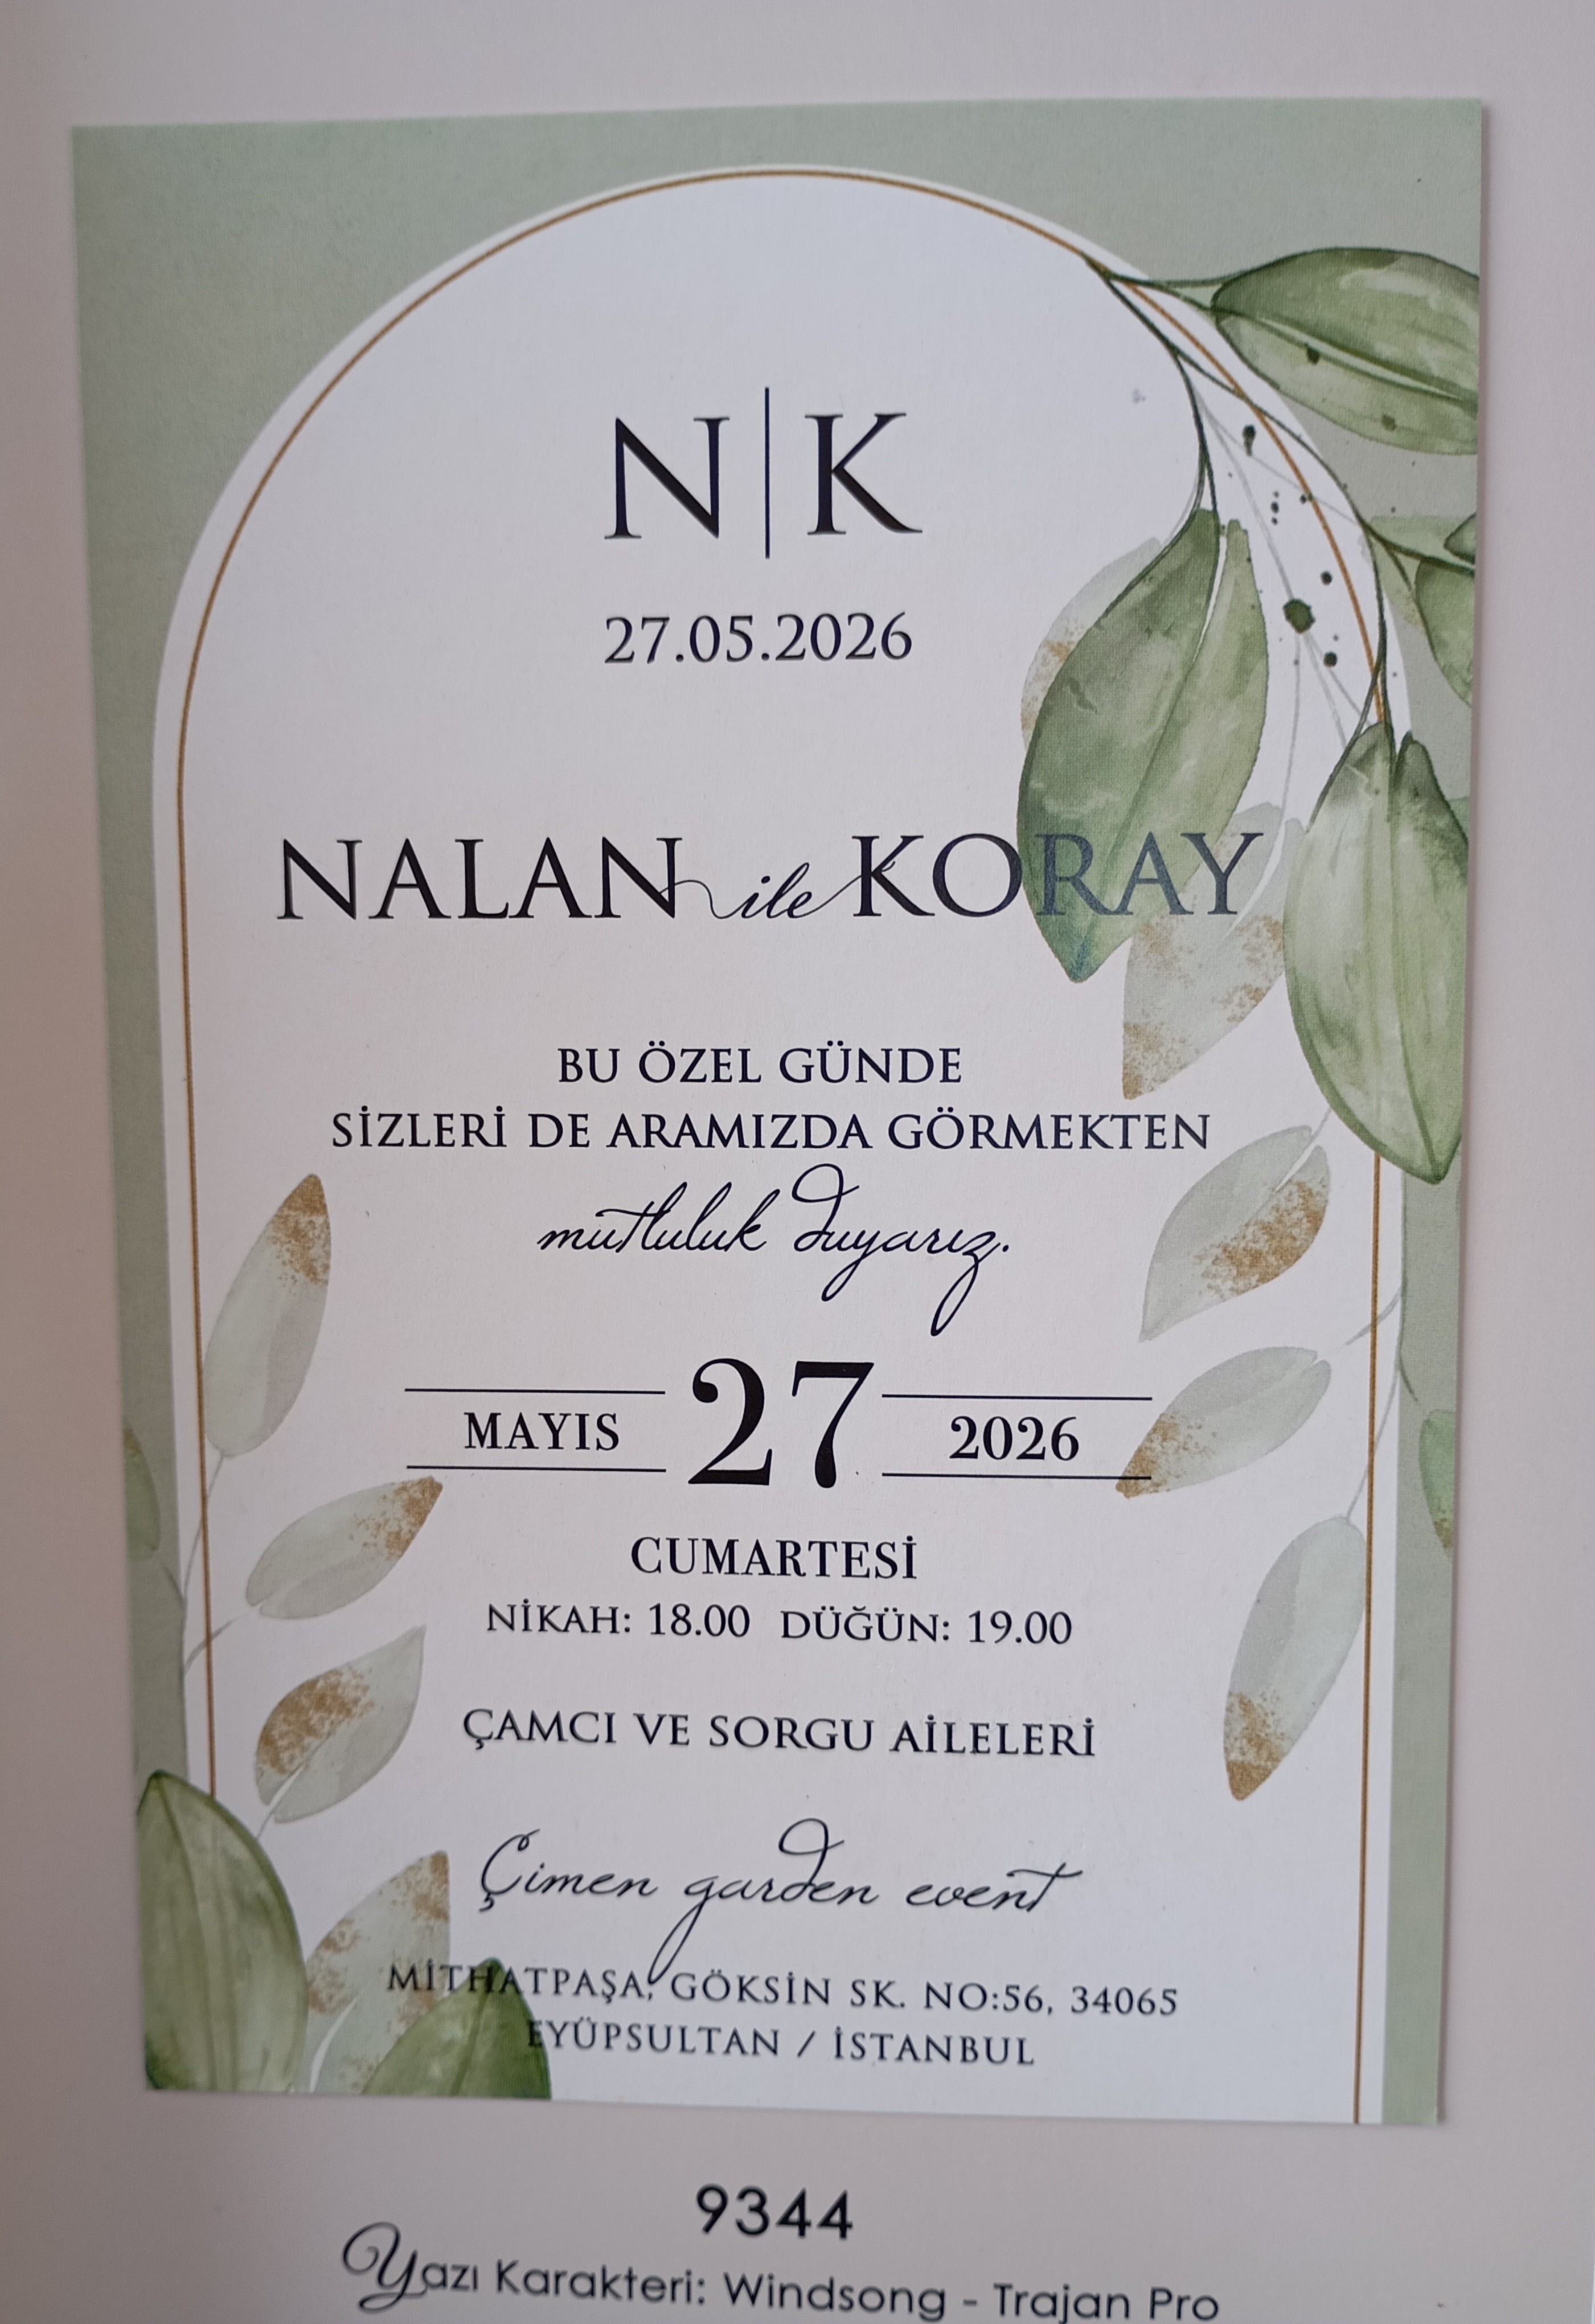 N|K
27.05.2026
NALAN ile KORAY
BU ÖZEL GÜNDE
SİZLERİ DE ARAMIZDA GÖRMEKTEN
mutluluk duyarız.
MAYIS 27 2026
CUMARTESİ
NİKAH: 18.00 DÜĞÜN: 19.00
ÇAMCI VE SORGU AİLELERİ
Çimen garden event
MİTHATPAŞA, GÖKSİN SK. NO:56, 34065
EYÜPSULTAN / İSTANBUL
9344
Yazı Karakteri: Windsong - Trajan Pro